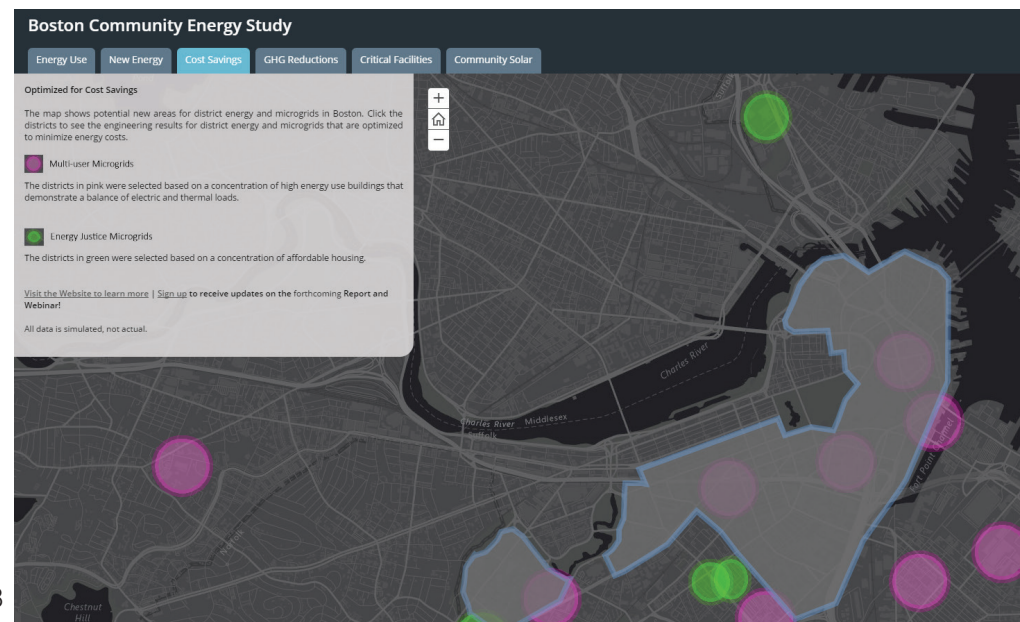 Boston Community Energy Study
Energy Use
New Energy
Cost Savings
GHG Reductions
Critical Facilities
Community Solar
Optimized for Cost Savings
The map shows potential new areas for district energy and microgrids in Boston. Click the
districts to see the engineering results for district energy and microgrids that are optimized
to minimize energy costs.
Multi-user Microgrids
The districts in pink were selected based on a concentration of high energy use buildings that
demonstrate a balance of electric and thermal loads.
Energy Justice Microgrids
The districts in green were selected based on a concentration of affordable housing.
Visit the Website to learn more | Sign up to receive updates on the forthcoming Report and
Webinar!
All data is simulated, not actual.
+
−
Charles River
Charles River Middlesex
Suffolk
Norfolk
Fort Point Channel
Chestnut
Hill